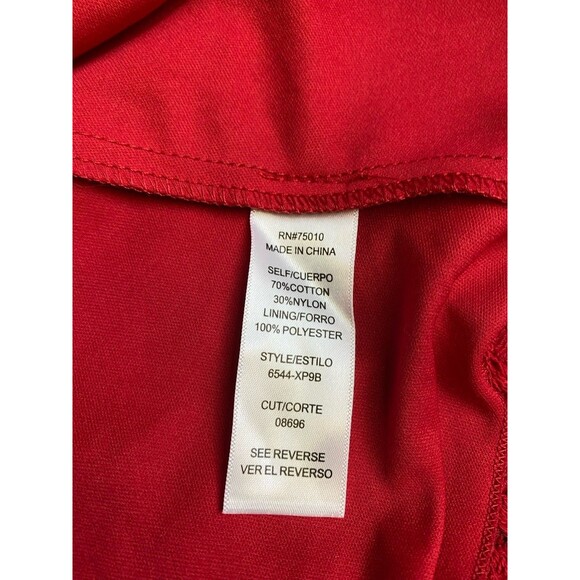 RN#75010
MADE IN CHINA
SELF/CUERPO
70%COTTON
30%NYLON
LINING/FORRO
100% POLYESTER
STYLE/ESTILO
6544-XP9B
CUT/CORTE
08696
SEE REVERSE
VER EL REVERSO